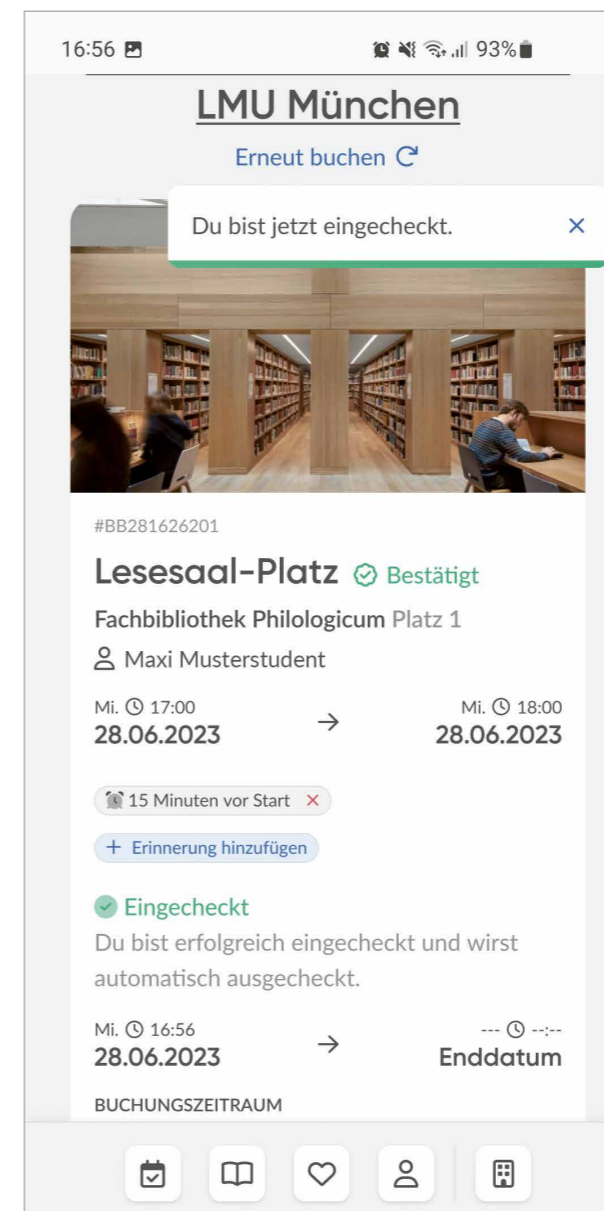 16:56 93%
LMU München
Erneut buchen
Du bist jetzt eingecheckt.
#BB281626201
Lesesaal-Platz Bestätigt
Fachbibliothek Philologicum Platz 1
Maxi Musterstudent
Mi. 17:00 Mi. 18:00
28.06.2023 → 28.06.2023
15 Minuten vor Start ×
+ Erinnerung hinzufügen
Eingecheckt
Du bist erfolgreich eingecheckt und wirst
automatisch ausgecheckt.
Mi. 16:56 --- --:--
28.06.2023 → Enddatum
BUCHUNGSZEITRAUM